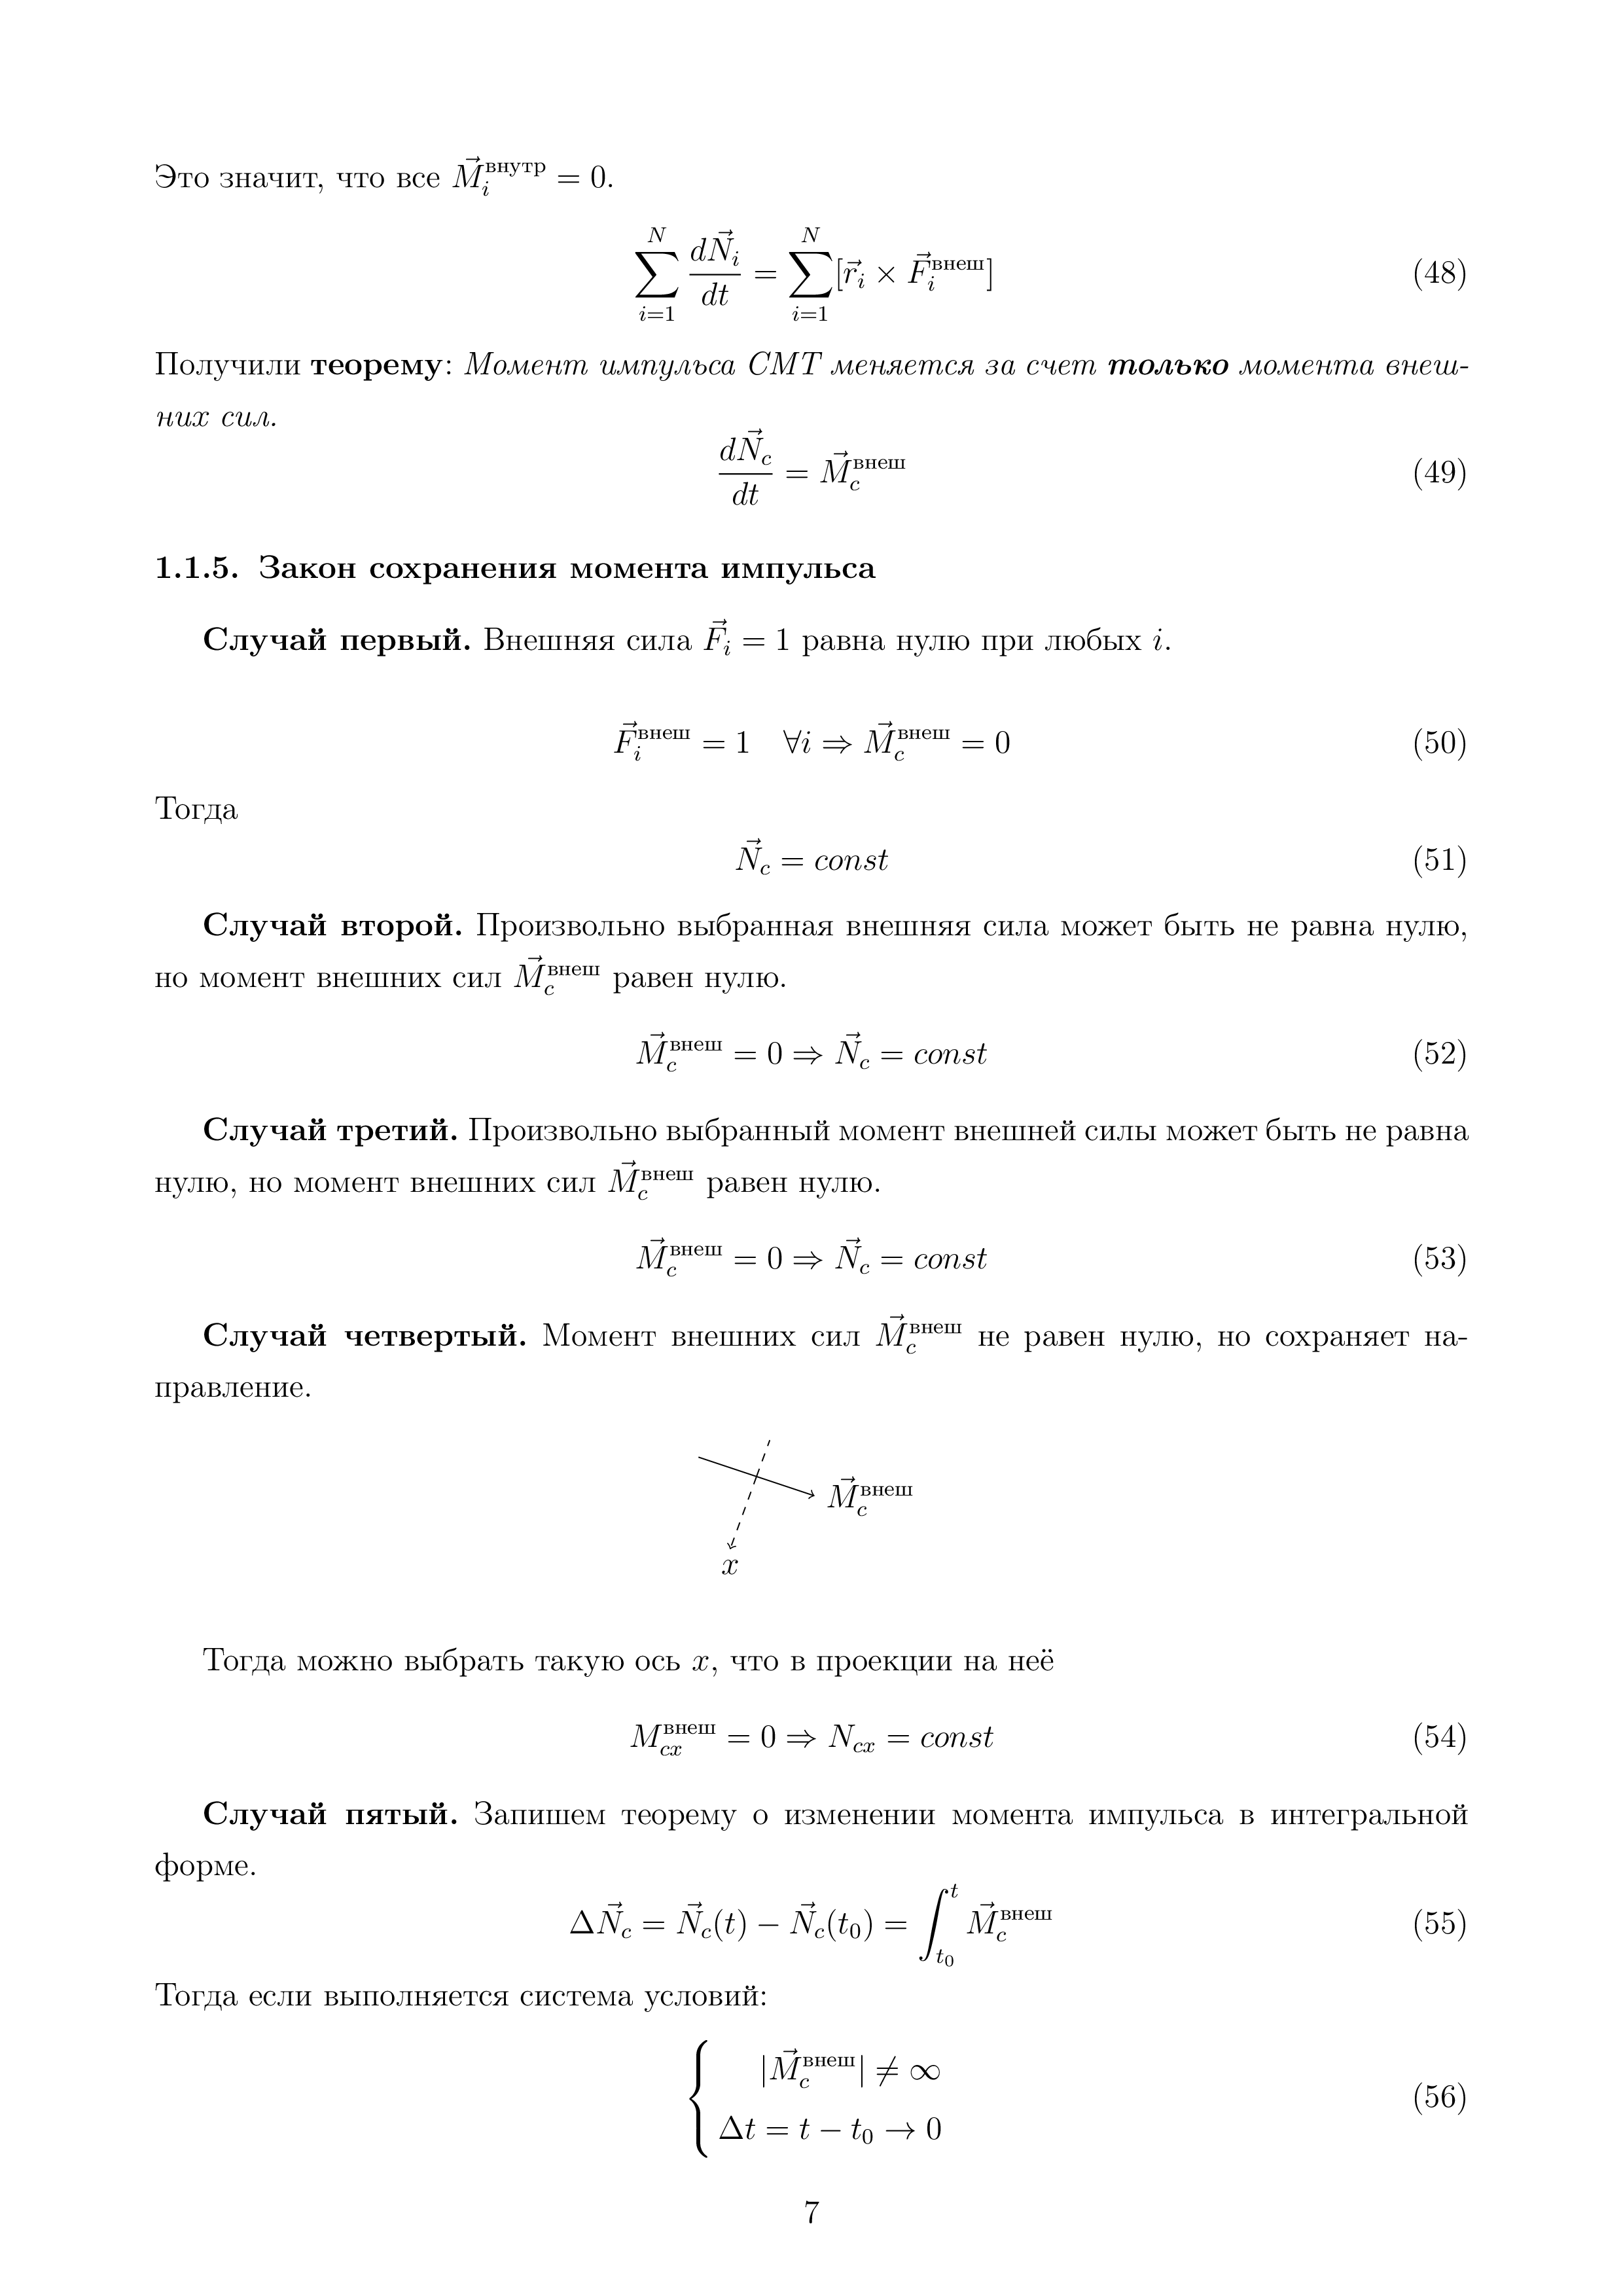 Это значит, что все $\vec{M}_i^{\text{внутр}} = 0$.
$$\sum_{i=1}^{N} \frac{d\vec{N}_i}{dt} = \sum_{i=1}^{N} [\vec{r}_i \times \vec{F}_i^{\text{внеш}}] \quad (48)$$
Получили теорему: Момент импульса СМТ меняется за счет только момента внеш-
них сил.
$$\frac{d\vec{N}_c}{dt} = \vec{M}_c^{\text{внеш}} \quad (49)$$
1.1.5. Закон сохранения момента импульса
Случай первый. Внешняя сила $\vec{F}_i = 1$ равна нулю при любых $i$.
$$\vec{F}_i^{\text{внеш}} = 1 \quad \forall i \Rightarrow \vec{M}_c^{\text{внеш}} = 0 \quad (50)$$
Тогда
$$\vec{N}_c = const \quad (51)$$
Случай второй. Произвольно выбранная внешняя сила может быть не равна нулю,
но момент внешних сил $\vec{M}_c^{\text{внеш}}$ равен нулю.
$$\vec{M}_c^{\text{внеш}} = 0 \Rightarrow \vec{N}_c = const \quad (52)$$
Случай третий. Произвольно выбранный момент внешней силы может быть не равна
нулю, но момент внешних сил $\vec{M}_c^{\text{внеш}}$ равен нулю.
$$\vec{M}_c^{\text{внеш}} = 0 \Rightarrow \vec{N}_c = const \quad (53)$$
Случай четвертый. Момент внешних сил $\vec{M}_c^{\text{внеш}}$ не равен нулю, но сохраняет на-
правление.
$\vec{M}_c^{\text{внеш}}$
$x$
Тогда можно выбрать такую ось $x$, что в проекции на неё
$$M_{cx}^{\text{внеш}} = 0 \Rightarrow N_{cx} = const \quad (54)$$
Случай пятый. Запишем теорему о изменении момента импульса в интегральной
форме.
$$\Delta\vec{N}_c = \vec{N}_c(t) - \vec{N}_c(t_0) = \int_{t_0}^{t} \vec{M}_c^{\text{внеш}} \quad (55)$$
Тогда если выполняется система условий:
$$\begin{cases} |\vec{M}_c^{\text{внеш}}| \neq \infty \\ \Delta t = t - t_0 \to 0 \end{cases} \quad (56)$$
7